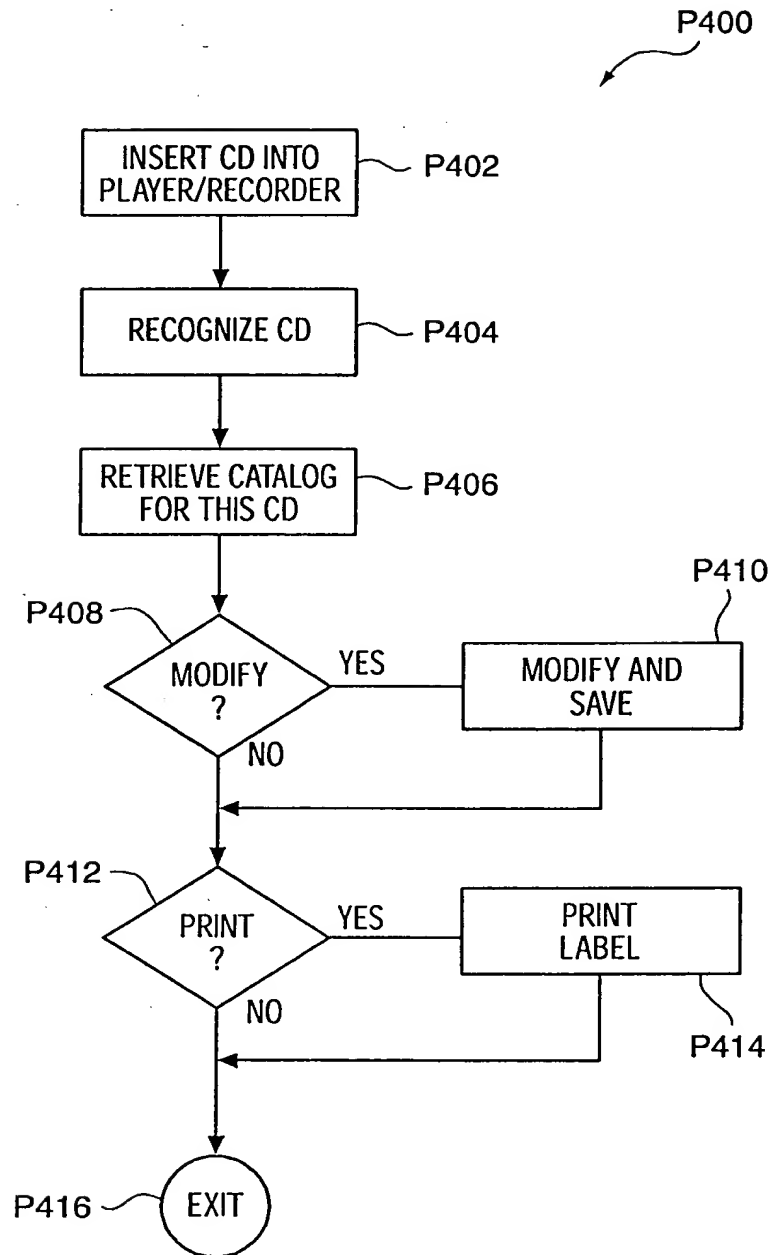 P400
INSERT CD INTO
PLAYER/RECORDER
P402
RECOGNIZE CD
P404
RETRIEVE CATALOG
FOR THIS CD
P406
P408
MODIFY
?
YES
NO
P410
MODIFY AND
SAVE
P412
PRINT
?
YES
NO
PRINT
LABEL
P414
P416
EXIT